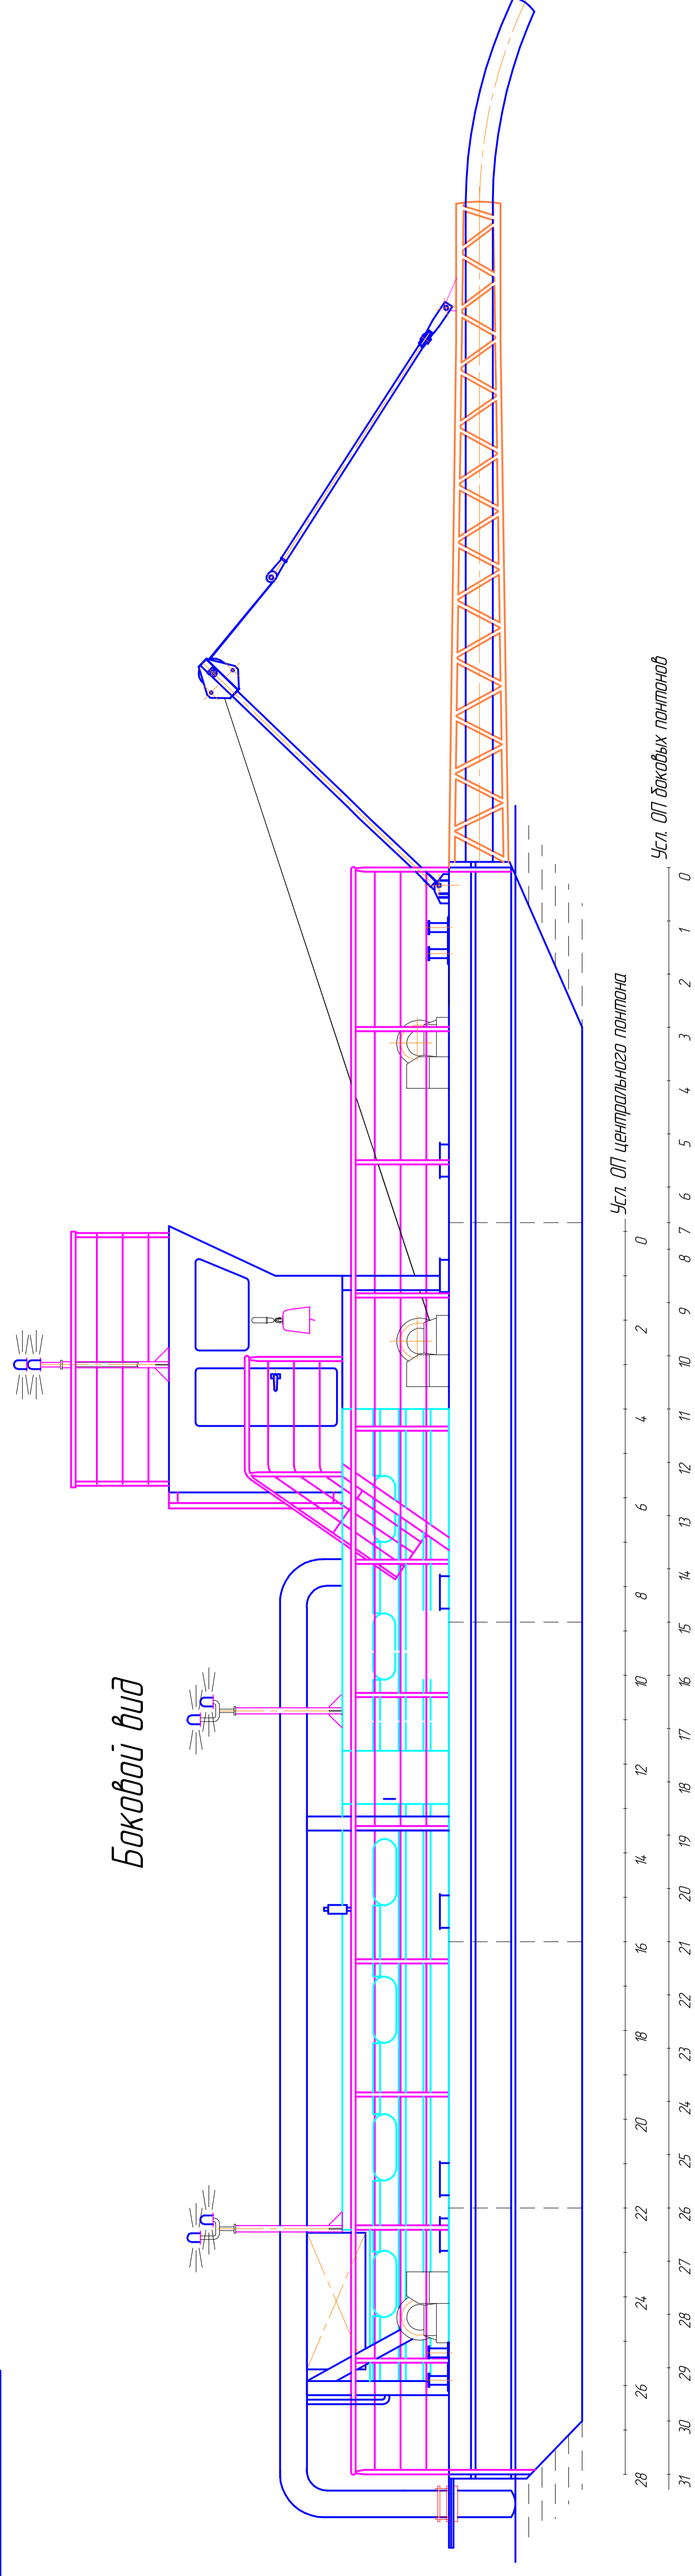 Боковой вид
Усл. ОП центрального понтона
28 26 24 22 20 18 16 14 12 10 8 6 4 2 0
Усл. ОП боковых понтонов
31 30 29 28 27 26 25 24 23 22 21 20 19 18 17 16 15 14 13 12 11 10 9 8 7 6 5 4 3 2 1 0